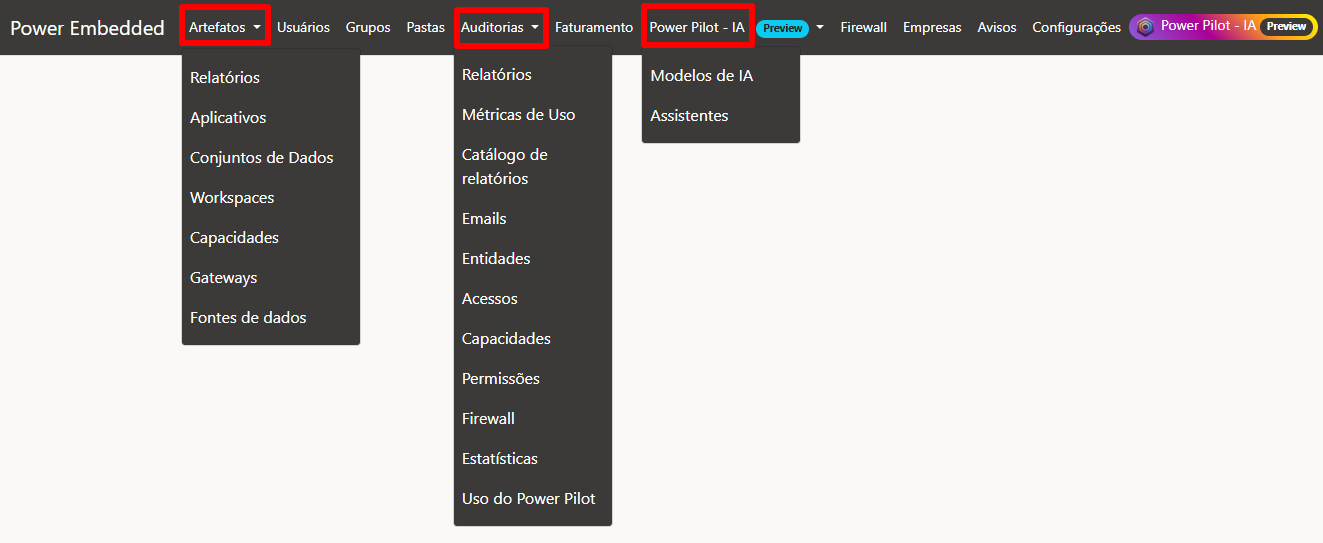 Power Embedded Artefatos Usuários Grupos Pastas Auditorias Faturamento Power Pilot - IA Preview Firewall Empresas Avisos Configurações Power Pilot - IA Preview
Relatórios
Aplicativos
Conjuntos de Dados
Workspaces
Capacidades
Gateways
Fontes de dados
Relatórios
Métricas de Uso
Catálogo de
relatórios
Emails
Entidades
Acessos
Capacidades
Permissões
Firewall
Estatísticas
Uso do Power Pilot
Modelos de IA
Assistentes